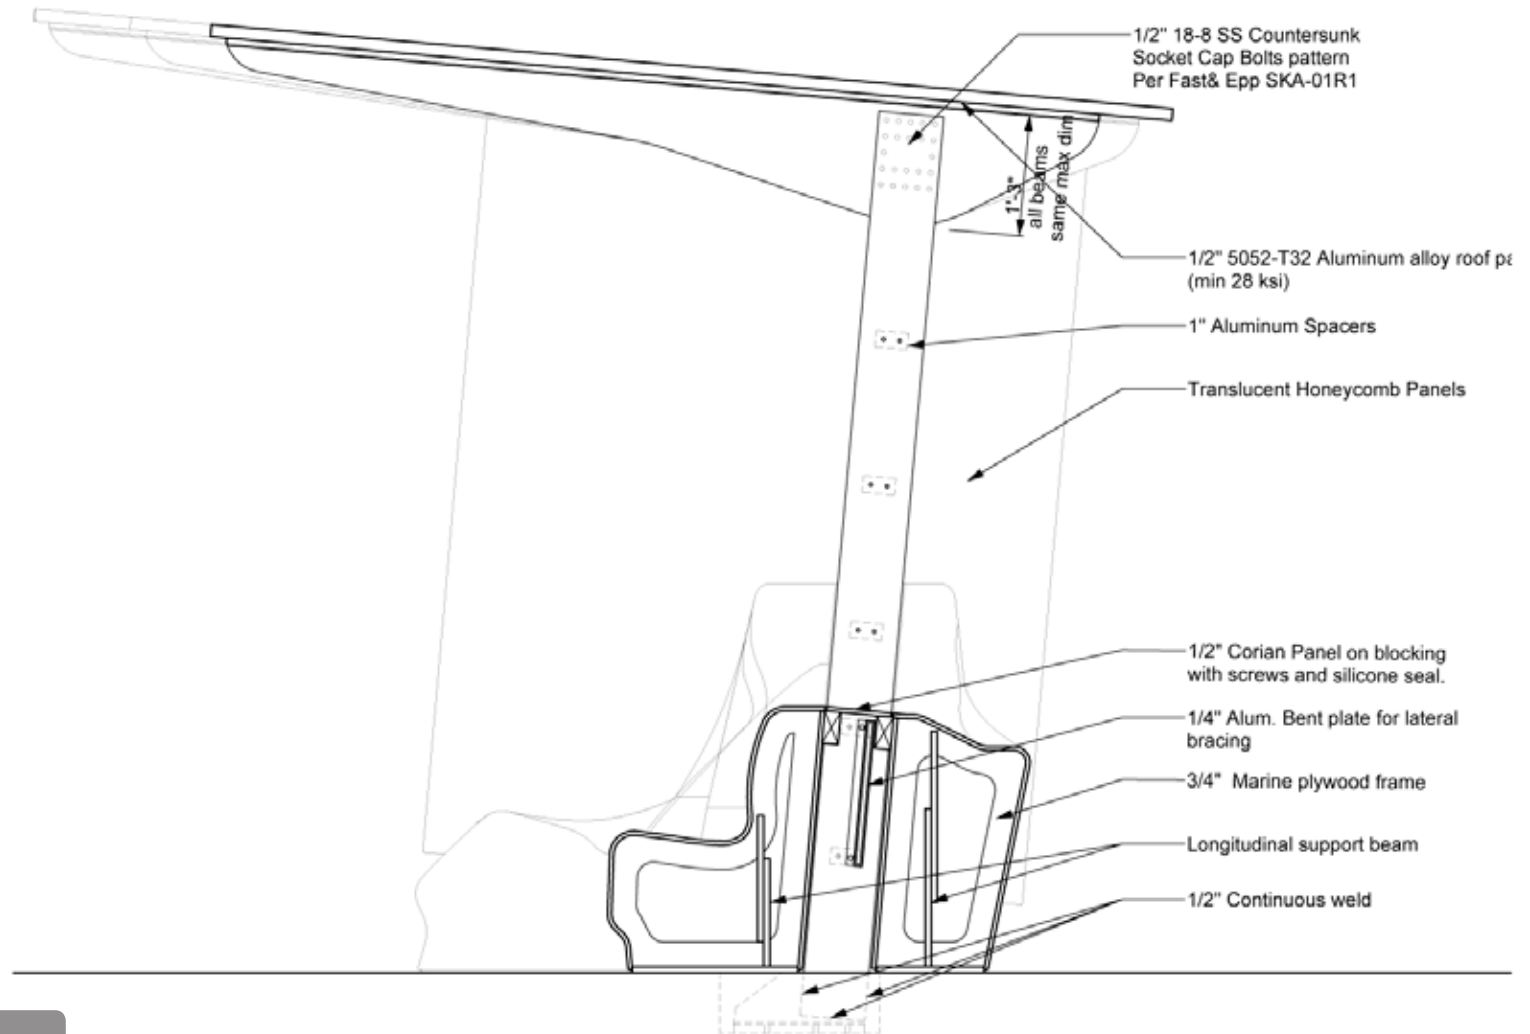 1/2" 18-8 SS Countersunk
Socket Cap Bolts pattern
Per Fast& Epp SKA-01R1
1'-3"
all beams
same max dim
1/2" 5052-T32 Aluminum alloy roof pa
(min 28 ksi)
1" Aluminum Spacers
Translucent Honeycomb Panels
1/2" Corian Panel on blocking
with screws and silicone seal.
1/4" Alum. Bent plate for lateral
bracing
3/4" Marine plywood frame
Longitudinal support beam
1/2" Continuous weld